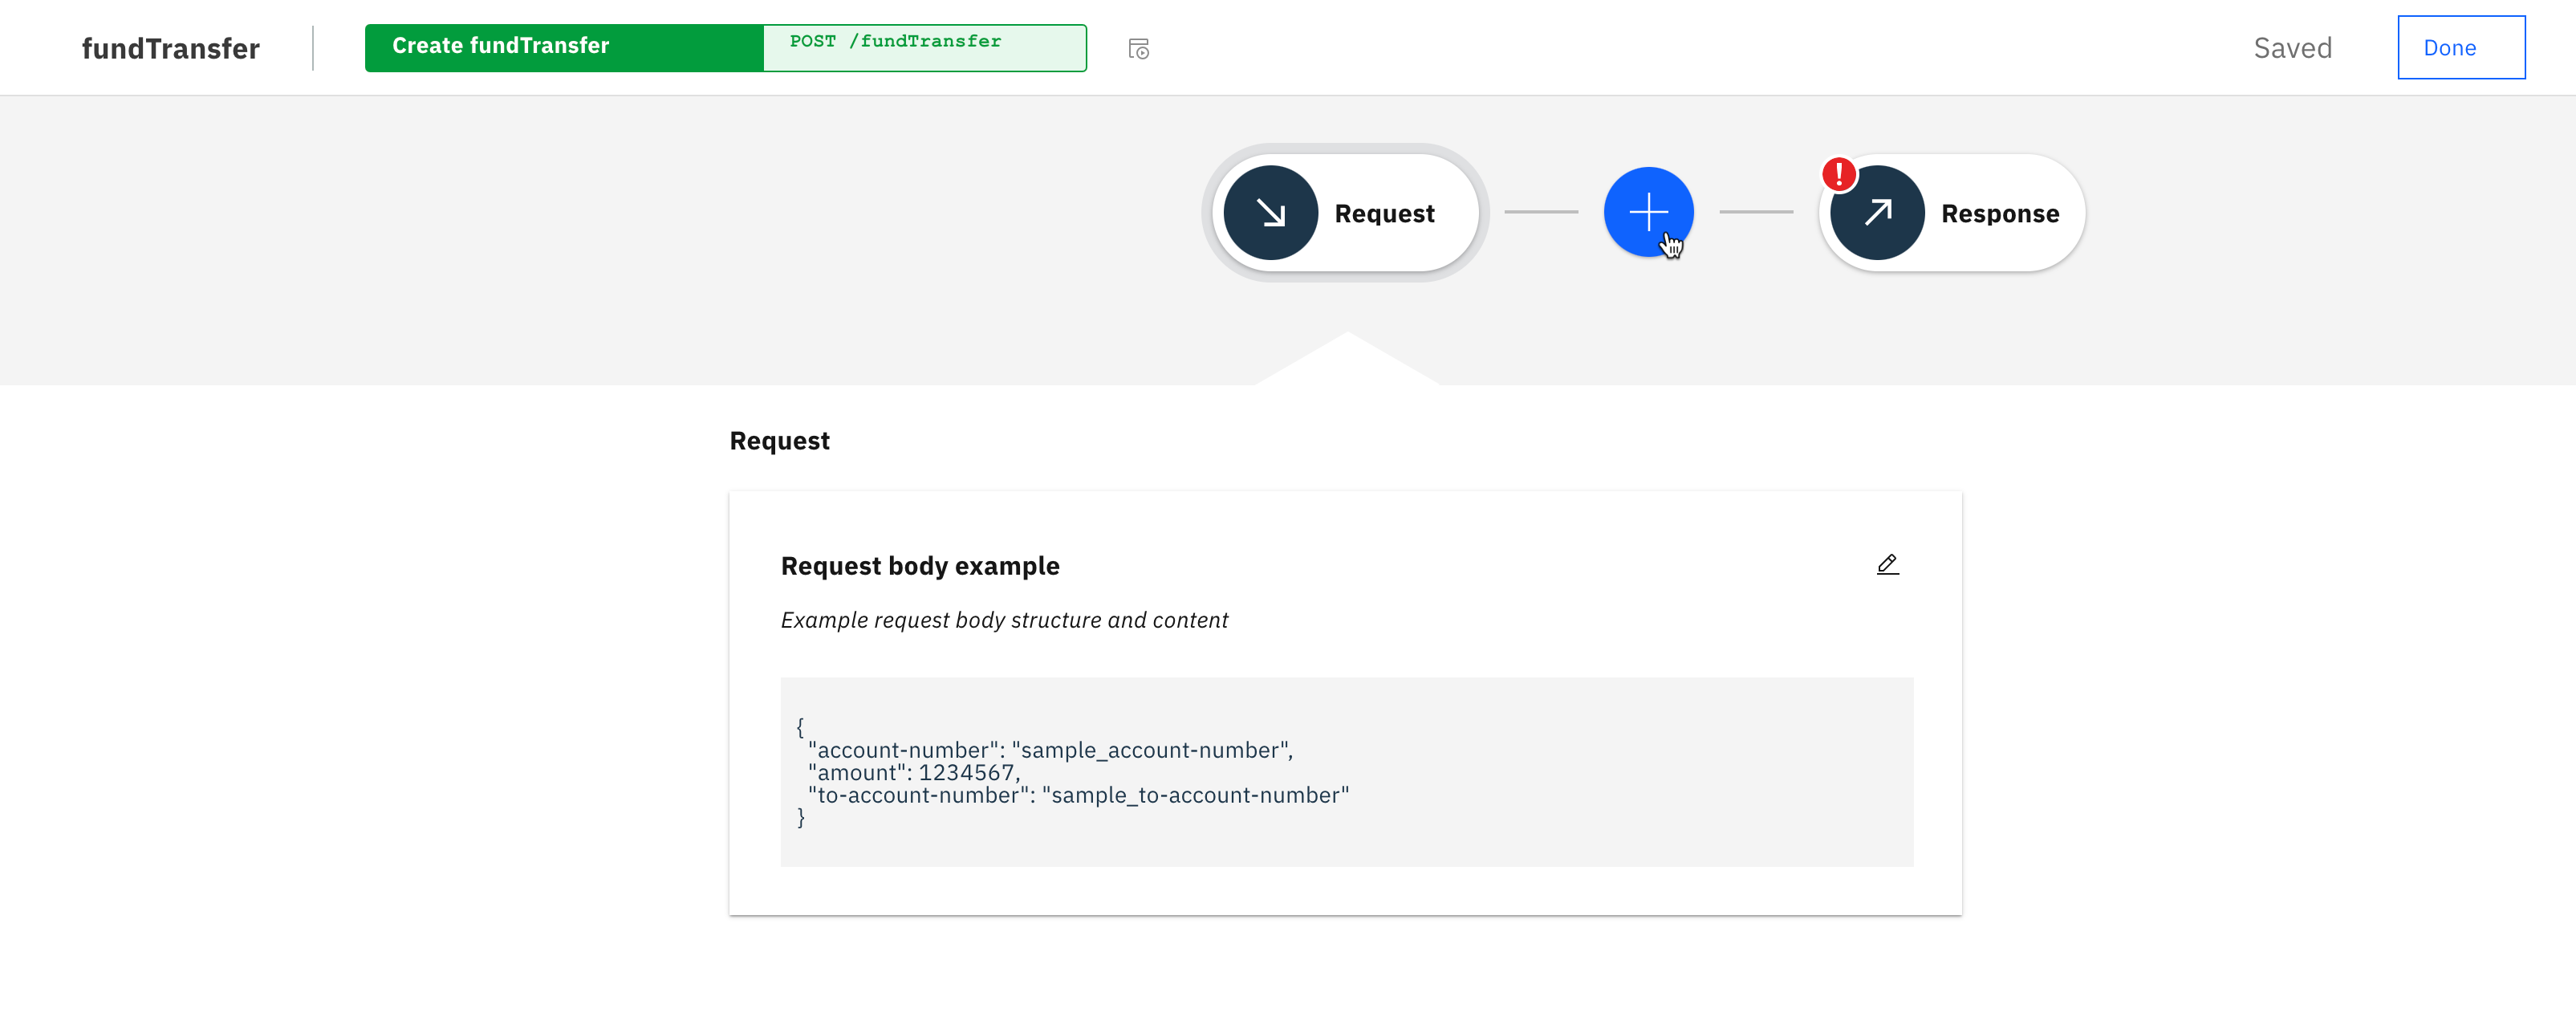 fundTransfer
Create fundTransfer
POST /fundTransfer
Saved
Done
Request
!
Response
Request
Request body example
Example request body structure and content
{
"account-number": "sample_account-number",
"amount": 1234567,
"to-account-number": "sample_to-account-number"
}